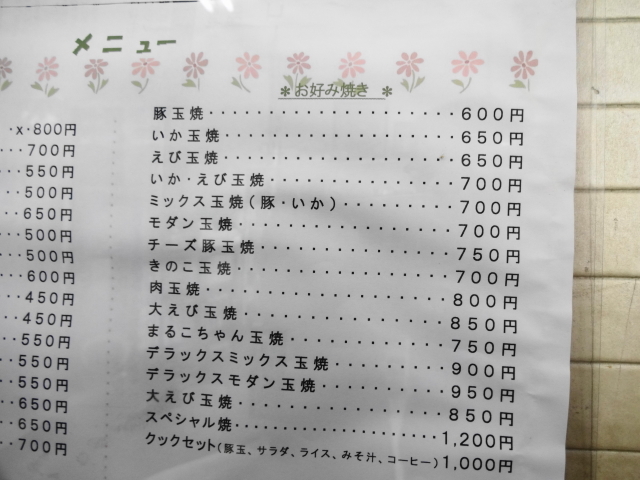 メニュー
＊お好み焼き＊
・x・800円
・・700円
・・550円
・・500円
・・650円
・・500円
・・500円
・・600円
・・450円
・・450円
・・550円
・・550円
・・550円
・・650円
・・650円
・・700円
豚玉焼・・・・・・・・・・600円
いか玉焼・・・・・・・・・・650円
えび玉焼・・・・・・・・・・650円
いか・えび玉焼・・・・・・・・・・700円
ミックス玉焼(豚・いか)・・・・・・・・・700円
モダン玉焼・・・・・・・・・・700円
チーズ豚玉焼・・・・・・・・・・750円
きのこ玉焼・・・・・・・・・・700円
肉玉焼・・・・・・・・・・800円
大えび玉焼・・・・・・・・・・850円
まるこちゃん玉焼・・・・・・・・・・750円
デラックスミックス玉焼・・・・・・・・・・900円
デラックスモダン玉焼・・・・・・・・・・950円
大えび玉焼・・・・・・・・・・850円
スペシャル焼・・・・・・・・・・1,200円
クックセット(豚玉、サラダ、ライス、みそ汁、コーヒー)1,000円